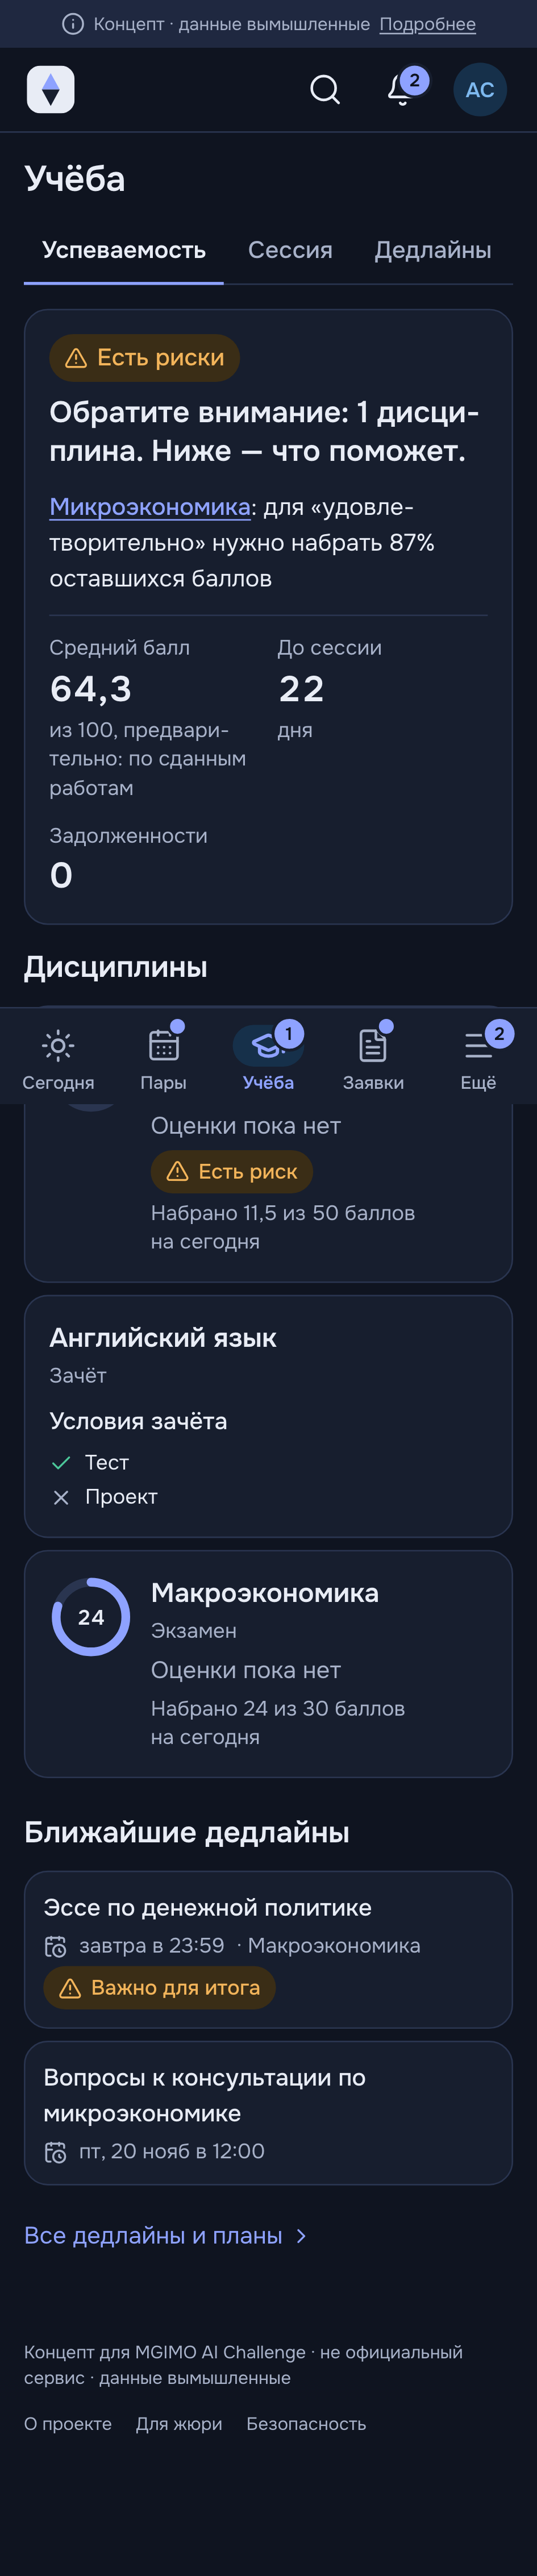 Концепт · данные вымышленные Подробнее
2
АС
Учёба
Успеваемость Сессия Дедлайны
Есть риски
Обратите внимание: 1 дисци-
плина. Ниже — что поможет.
Микроэкономика: для «удовле-
творительно» нужно набрать 87%
оставшихся баллов
Средний балл
64,3
из 100, предвари-
тельно: по сданным
работам
До сессии
22
дня
Задолженности
0
Дисциплины
1
2
Сегодня Пары Учёба Заявки Ещё
Оценки пока нет
Есть риск
Набрано 11,5 из 50 баллов
на сегодня
Английский язык
Зачёт
Условия зачёта
Тест
Проект
24
Макроэкономика
Экзамен
Оценки пока нет
Набрано 24 из 30 баллов
на сегодня
Ближайшие дедлайны
Эссе по денежной политике
завтра в 23:59 · Макроэкономика
Важно для итога
Вопросы к консультации по
микроэкономике
пт, 20 нояб в 12:00
Все дедлайны и планы
Концепт для MGIMO AI Challenge · не официальный
сервис · данные вымышленные
О проекте Для жюри Безопасность